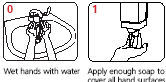 0
1
Wet hands with water
Apply enough soap to
cover all hand surfaces